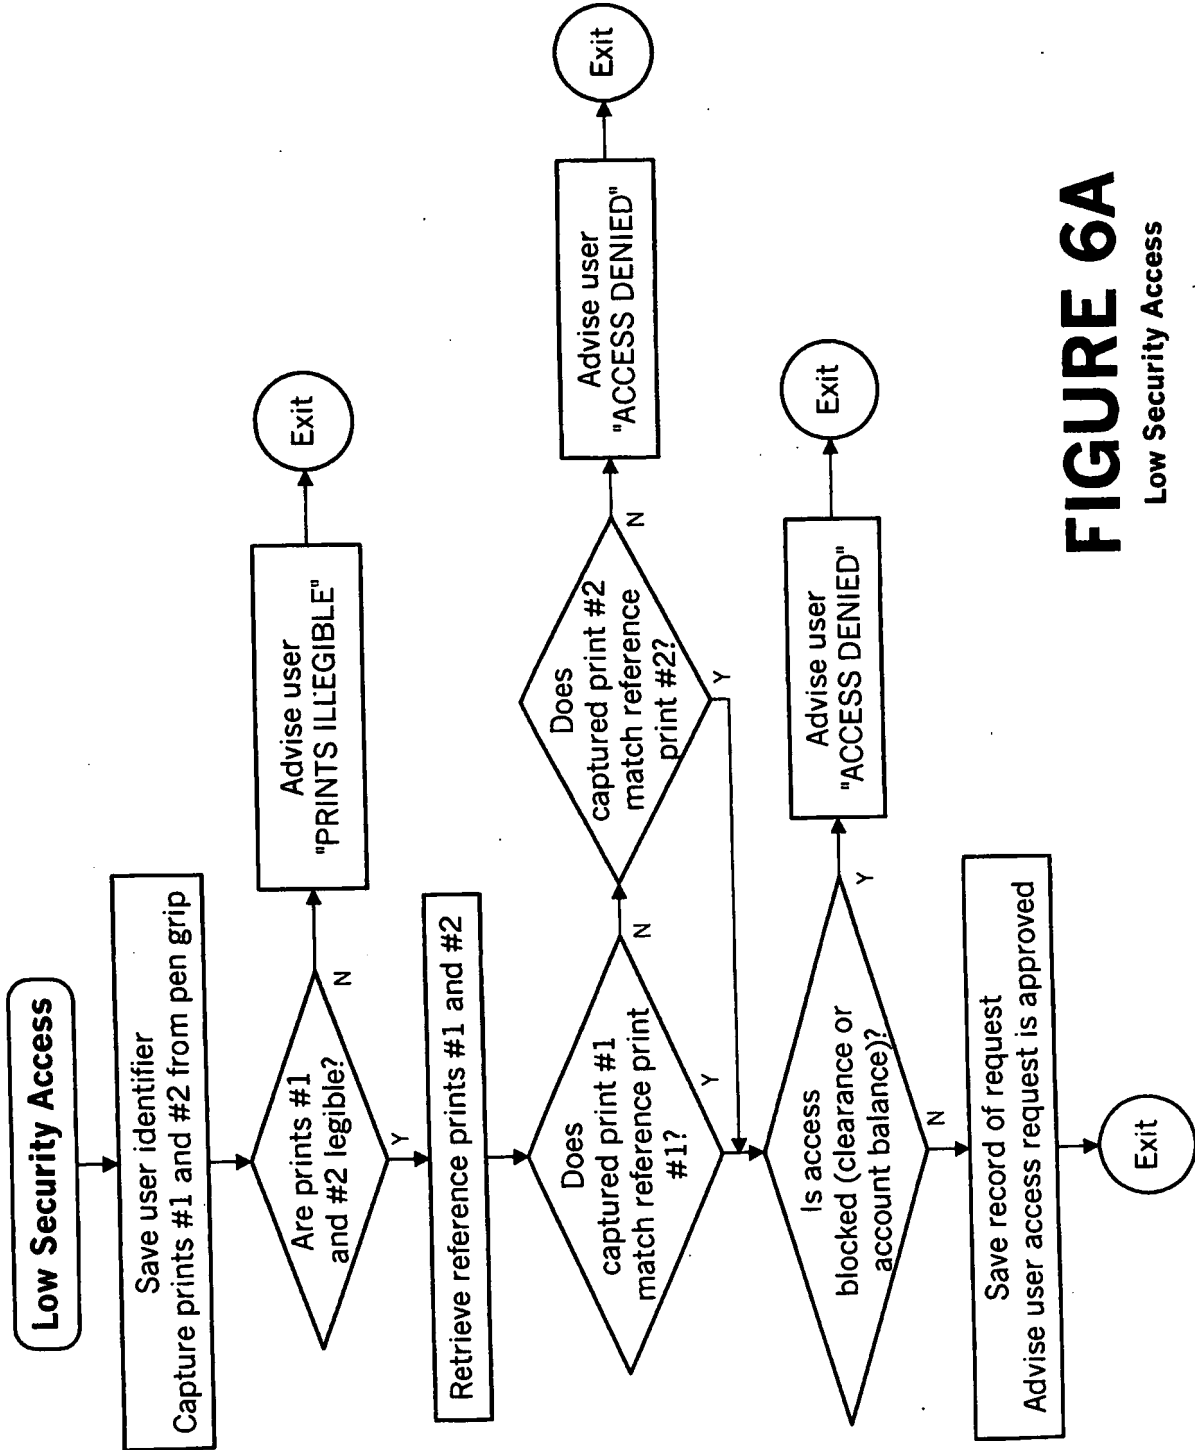 Low Security Access
Save user identifier
Capture prints #1 and #2 from pen grip
Are prints #1
and #2 legible?
N
Advise user
"PRINTS ILLEGIBLE"
Exit
Y
Retrieve reference prints #1 and #2
Does
captured print #1
match reference print
#1?
N
Does
captured print #2
match reference
print #2?
N
Advise user
"ACCESS DENIED"
Exit
Y
Y
Is access
blocked (clearance or
account balance)?
Y
Advise user
"ACCESS DENIED"
Exit
N
Save record of request
Advise user access request is approved
Exit
FIGURE 6A
Low Security Access